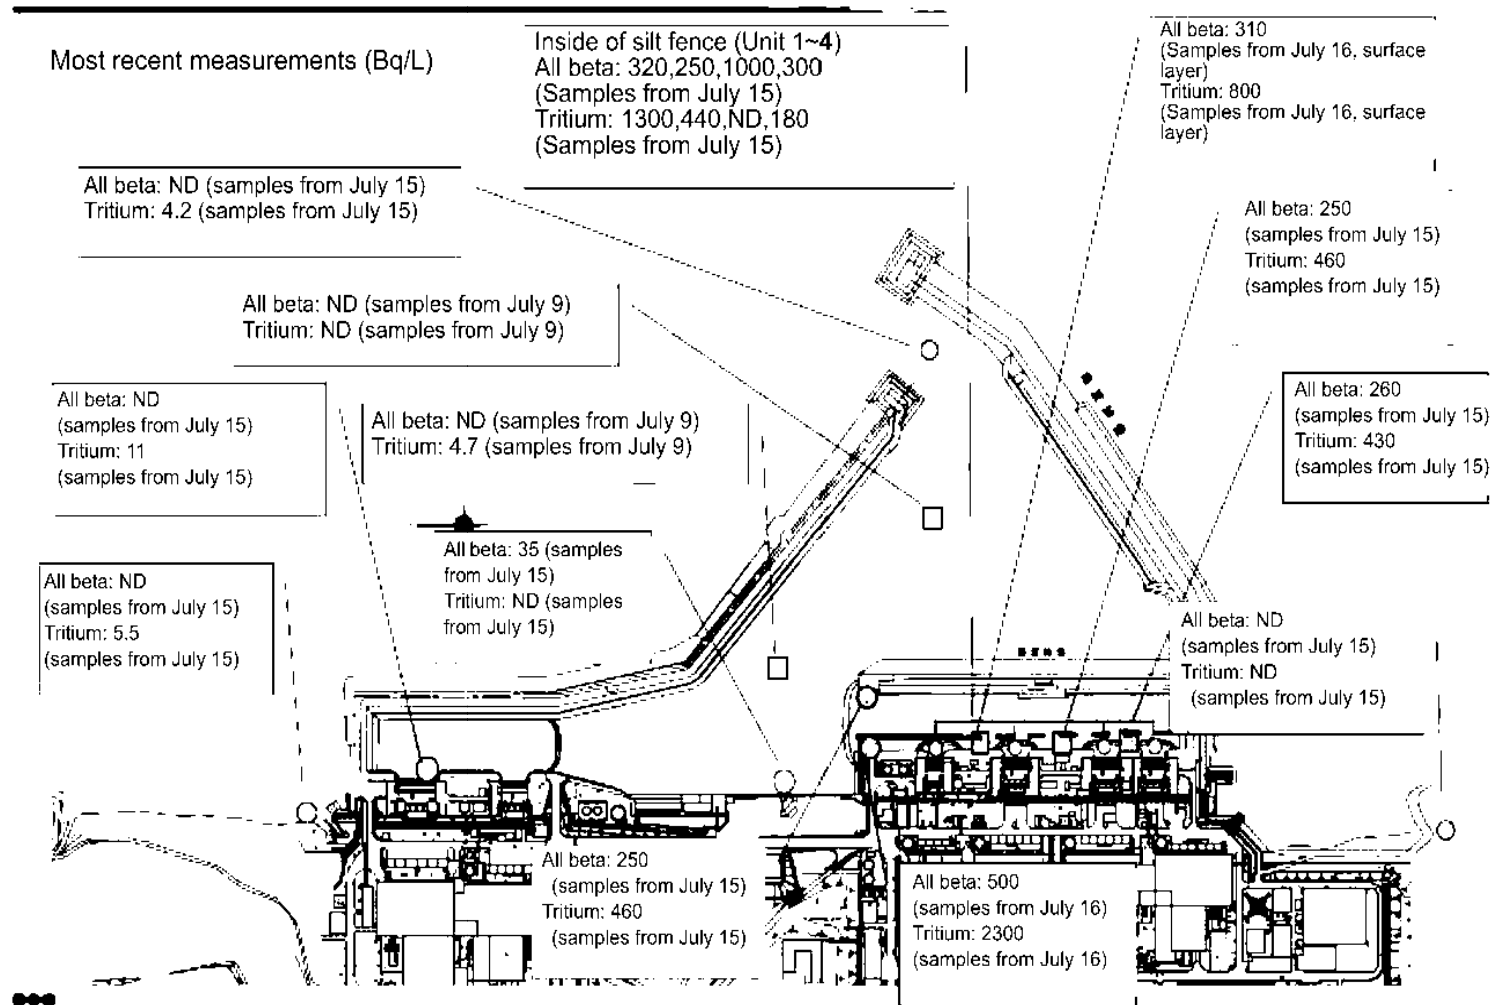 Most recent measurements (Bq/L)
Inside of silt fence (Unit 1~4)
All beta: 320,250,1000,300
(Samples from July 15)
Tritium: 1300,440,ND,180
(Samples from July 15)
All beta: 310
(Samples from July 16, surface
layer)
Tritium: 800
(Samples from July 16, surface
layer)
All beta: ND (samples from July 15)
Tritium: 4.2 (samples from July 15)
All beta: 250
(samples from July 15)
Tritium: 460
(samples from July 15)
All beta: ND (samples from July 9)
Tritium: ND (samples from July 9)
All beta: ND
(samples from July 15)
Tritium: 11
(samples from July 15)
All beta: ND (samples from July 9)
Tritium: 4.7 (samples from July 9)
All beta: 260
(samples from July 15)
Tritium: 430
(samples from July 15)
All beta: 35 (samples
from July 15)
Tritium: ND (samples
from July 15)
All beta: ND
(samples from July 15)
Tritium: 5.5
(samples from July 15)
All beta: ND
(samples from July 15)
Tritium: ND
(samples from July 15)
All beta: 250
(samples from July 15)
Tritium: 460
(samples from July 15)
All beta: 500
(samples from July 16)
Tritium: 2300
(samples from July 16)